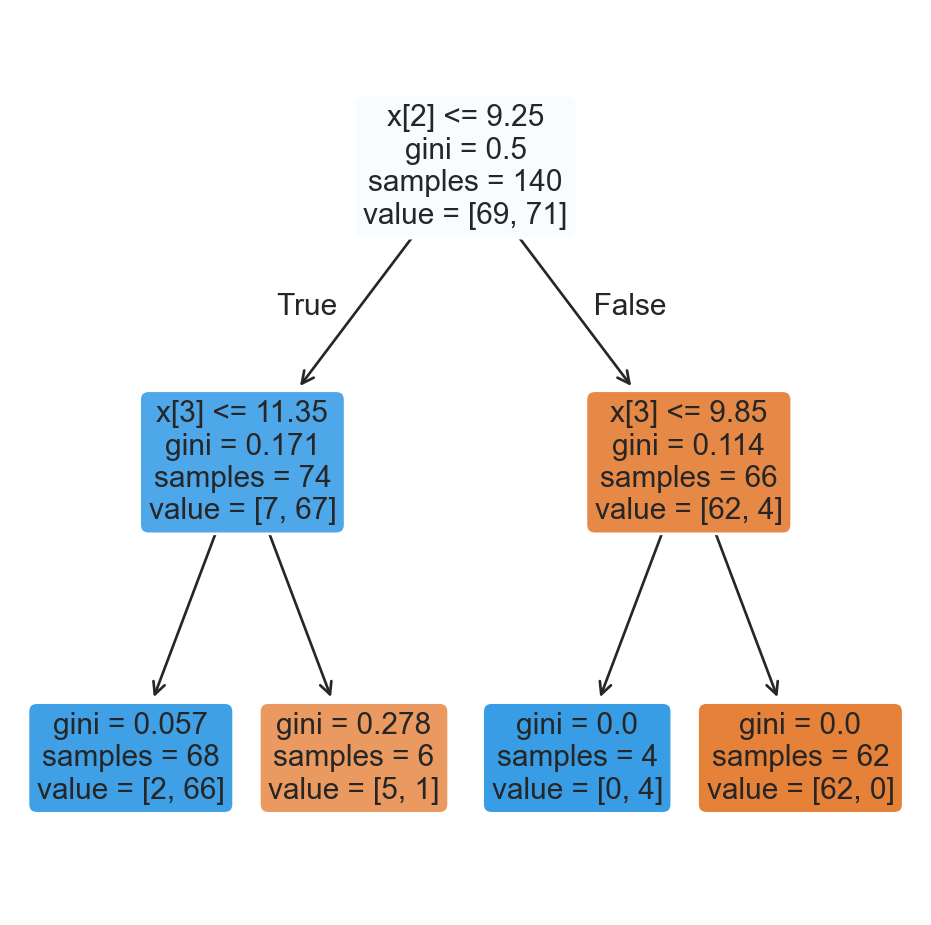 x[2] <= 9.25
gini = 0.5
samples = 140
value = [69, 71]
True
False
x[3] <= 11.35
gini = 0.171
samples = 74
value = [7, 67]
x[3] <= 9.85
gini = 0.114
samples = 66
value = [62, 4]
gini = 0.057
samples = 68
value = [2, 66]
gini = 0.278
samples = 6
value = [5, 1]
gini = 0.0
samples = 4
value = [0, 4]
gini = 0.0
samples = 62
value = [62, 0]